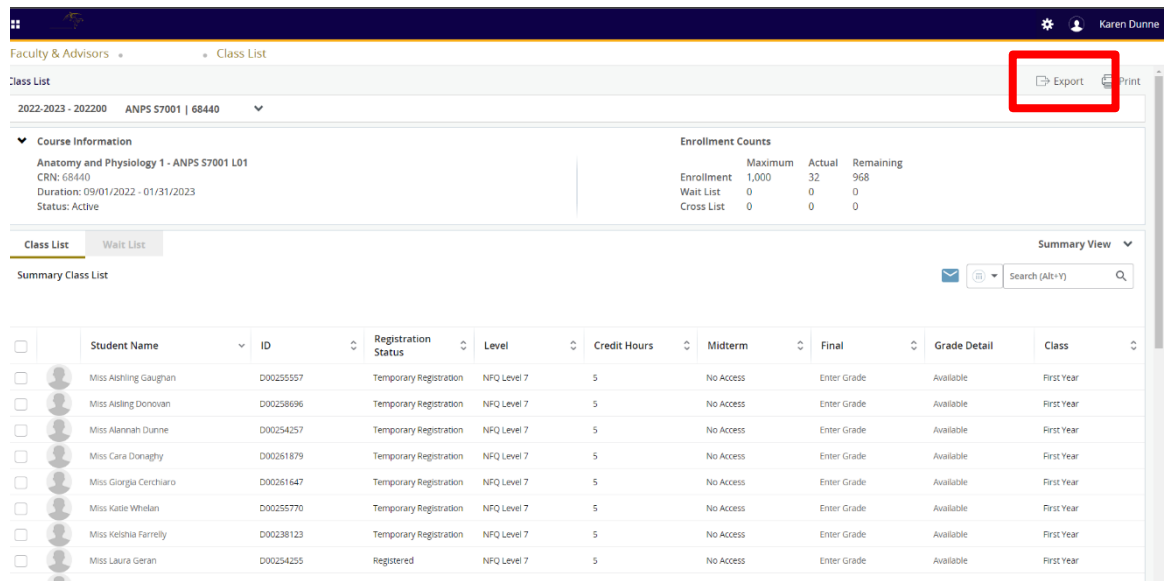 Karen Dunne
Faculty & Advisors • • Class List
Class List Export Print
2022-2023 - 202200 ANPS S7001 | 68440
Course Information
Anatomy and Physiology 1 - ANPS S7001 L01
CRN: 68440
Duration: 09/01/2022 - 01/31/2023
Status: Active
Enrollment Counts
Maximum Actual Remaining
Enrollment 1,000 32 968
Wait List 0 0 0
Cross List 0 0 0
Class List Wait List Summary View
Summary Class List Search (Alt+Y)
Student Name ID Registration Status Level Credit Hours Midterm Final Grade Detail Class
Miss Aishling Gaughan D00255557 Temporary Registration NFQ Level 7 5 No Access Enter Grade Available First Year
Miss Aisling Donovan D00258696 Temporary Registration NFQ Level 7 5 No Access Enter Grade Available First Year
Miss Alannah Dunne D00254257 Temporary Registration NFQ Level 7 5 No Access Enter Grade Available First Year
Miss Cara Donaghy D00261879 Temporary Registration NFQ Level 7 5 No Access Enter Grade Available First Year
Miss Giorgia Cerchiaro D00261647 Temporary Registration NFQ Level 7 5 No Access Enter Grade Available First Year
Miss Katie Whelan D00255770 Temporary Registration NFQ Level 7 5 No Access Enter Grade Available First Year
Miss Kelshia Farrelly D00238123 Temporary Registration NFQ Level 7 5 No Access Enter Grade Available First Year
Miss Laura Geran D00254255 Registered NFQ Level 7 5 No Access Enter Grade Available First Year